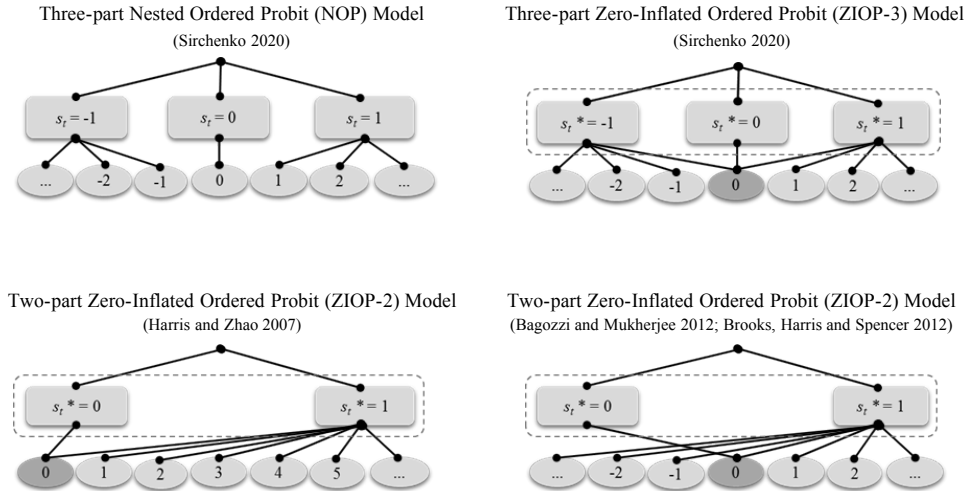 Three-part Nested Ordered Probit (NOP) Model
(Sirchenko 2020)
s_t = -1
s_t = 0
s_t = 1
...
-2
-1
0
1
2
...
Three-part Zero-Inflated Ordered Probit (ZIOP-3) Model
(Sirchenko 2020)
s_t * = -1
s_t * = 0
s_t * = 1
...
-2
-1
0
1
2
...
Two-part Zero-Inflated Ordered Probit (ZIOP-2) Model
(Harris and Zhao 2007)
s_t * = 0
s_t * = 1
0
1
2
3
4
5
...
Two-part Zero-Inflated Ordered Probit (ZIOP-2) Model
(Bagozzi and Mukherjee 2012; Brooks, Harris and Spencer 2012)
s_t * = 0
s_t * = 1
...
-2
-1
0
1
2
...